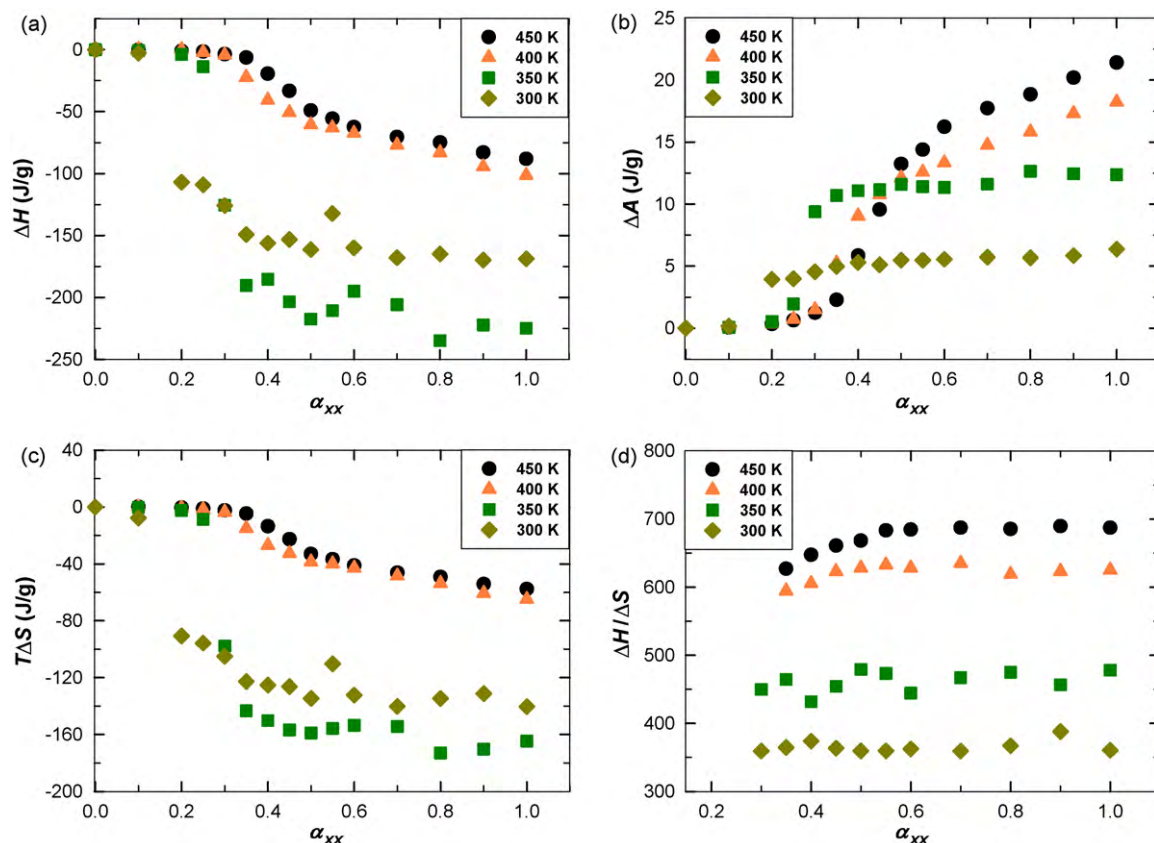 (a)
450 K
400 K
350 K
300 K
0
-50
-100
-150
-200
-250
ΔH (J/g)
0.0 0.2 0.4 0.6 0.8 1.0
αxx
(b)
450 K
400 K
350 K
300 K
25
20
15
10
5
0
ΔA (J/g)
0.0 0.2 0.4 0.6 0.8 1.0
αxx
(c)
450 K
400 K
350 K
300 K
40
0
-40
-80
-120
-160
-200
TΔS (J/g)
0.0 0.2 0.4 0.6 0.8 1.0
αxx
(d)
450 K
400 K
350 K
300 K
800
700
600
500
400
300
ΔH / ΔS
0.2 0.4 0.6 0.8 1.0
αxx